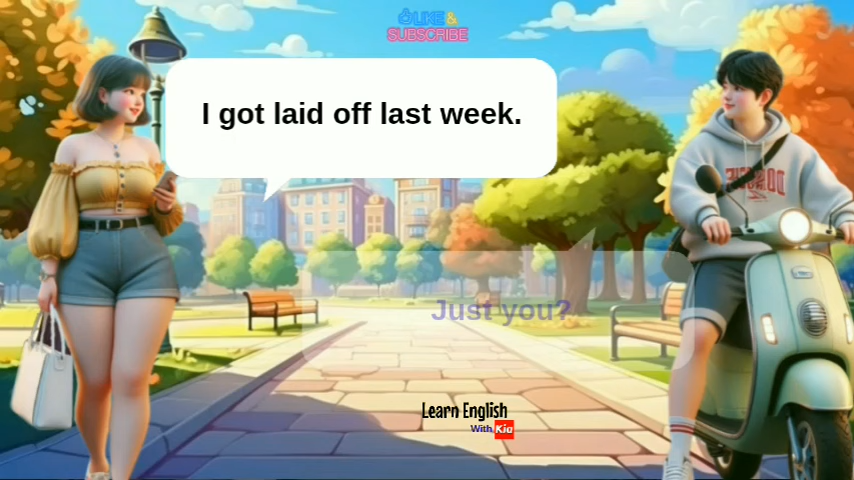 LIKE &
SUBSCRIBE
I got laid off last week.
Just you?
Learn English
With Kia